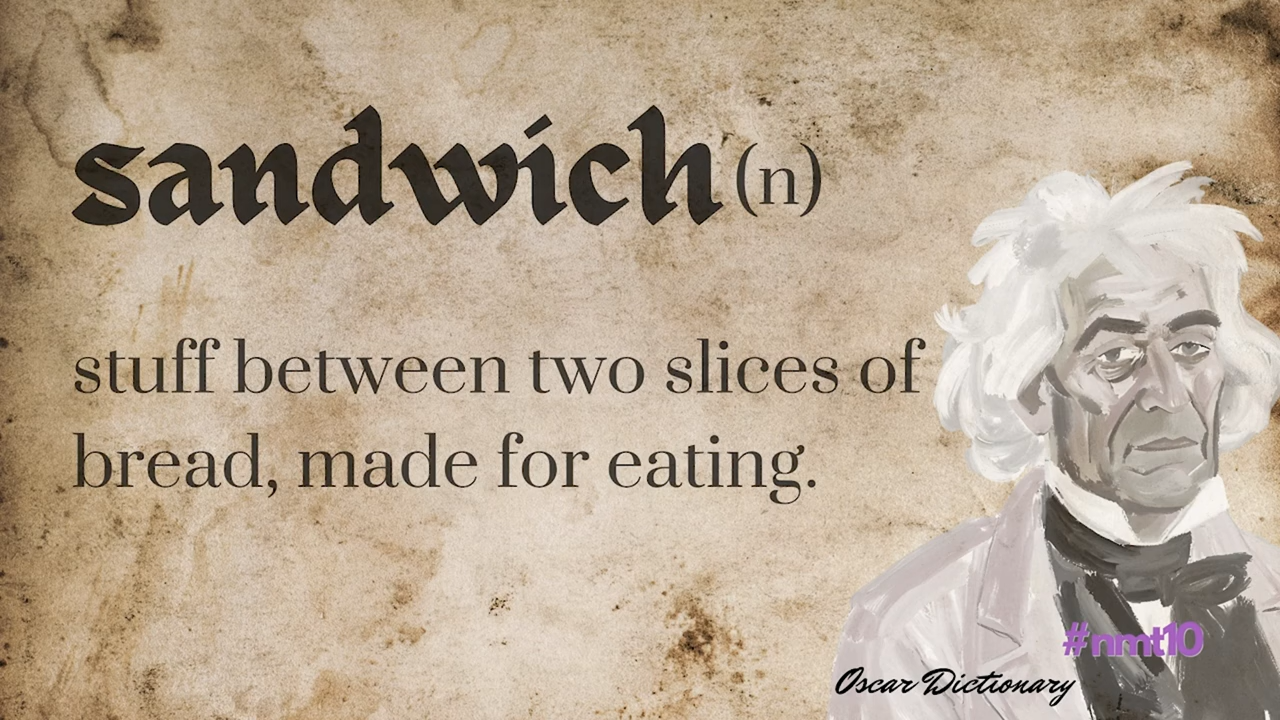 sandwich (n)
stuff between two slices of
bread, made for eating.
#nmt10
Oscar Dictionary